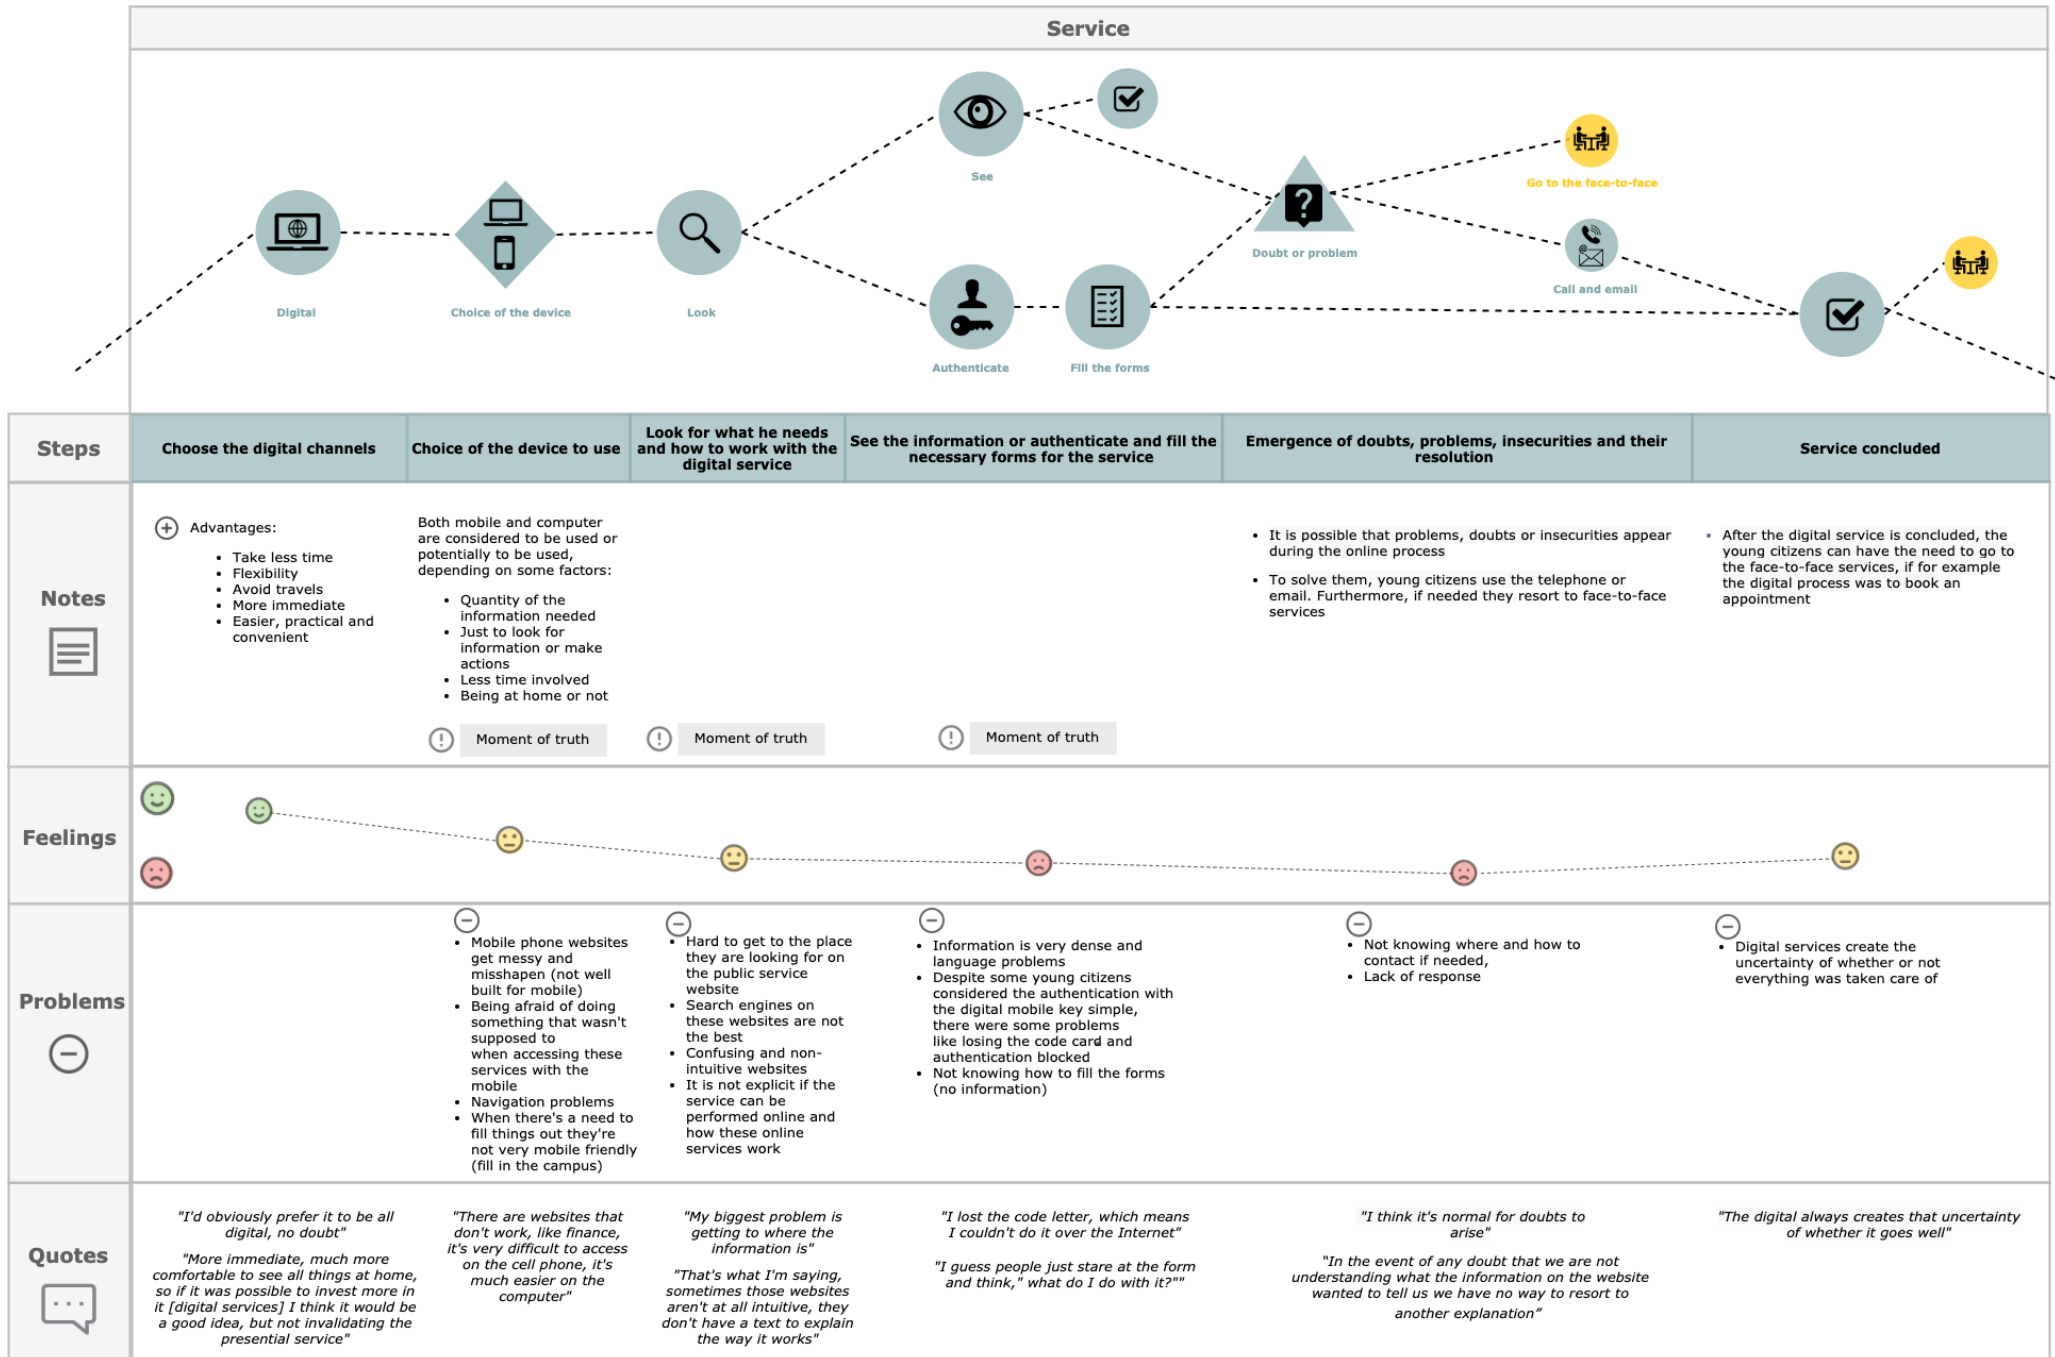 Service
See
Go to the face-to-face
Doubt or problem
Call and email
Digital
Choice of the device
Look
Authenticate
Fill the forms
Steps
Choose the digital channels
Choice of the device to use
Look for what he needs
and how to work with the
digital service
See the information or authenticate and fill the
necessary forms for the service
Emergence of doubts, problems, insecurities and their
resolution
Service concluded
Notes
Advantages:
• Take less time
• Flexibility
• Avoid travels
• More immediate
• Easier, practical and
convenient
Both mobile and computer
are considered to be used or
potentially to be used,
depending on some factors:
• Quantity of the
information needed
• Just to look for
information or make
actions
• Less time involved
• Being at home or not
Moment of truth
Moment of truth
Moment of truth
• It is possible that problems, doubts or insecurities appear
during the online process
• To solve them, young citizens use the telephone or
email. Furthermore, if needed they resort to face-to-face
services
• After the digital service is concluded, the
young citizens can have the need to go to
the face-to-face services, if for example
the digital process was to book an
appointment
Feelings
Problems
• Mobile phone websites
get messy and
misshapen (not well
built for mobile)
• Being afraid of doing
something that wasn't
supposed to
when accessing these
services with the
mobile
• Navigation problems
• When there's a need to
fill things out they're
not very mobile friendly
(fill in the campus)
• Hard to get to the place
they are looking for on
the public service
website
• Search engines on
these websites are not
the best
• Confusing and non-
intuitive websites
• It is not explicit if the
service can be
performed online and
how these online
services work
• Information is very dense and
language problems
• Despite some young citizens
considered the authentication with
the digital mobile key simple,
there were some problems
like losing the code card and
authentication blocked
• Not knowing how to fill the forms
(no information)
• Not knowing where and how to
contact if needed,
• Lack of response
• Digital services create the
uncertainty of whether or not
everything was taken care of
Quotes
"I'd obviously prefer it to be all
digital, no doubt"
"More immediate, much more
comfortable to see all things at home,
so if it was possible to invest more in
it [digital services] I think it would be
a good idea, but not invalidating the
presential service"
"There are websites that
don't work, like finance,
it's very difficult to access
on the cell phone, it's
much easier on the
computer"
"My biggest problem is
getting to where the
information is"
"That's what I'm saying,
sometimes those websites
aren't at all intuitive, they
don't have a text to explain
the way it works"
"I lost the code letter, which means
I couldn't do it over the Internet"
"I guess people just stare at the form
and think," what do I do with it?""
"I think it's normal for doubts to
arise"
"In the event of any doubt that we are not
understanding what the information on the website
wanted to tell us we have no way to resort to
another explanation"
"The digital always creates that uncertainty
of whether it goes well"